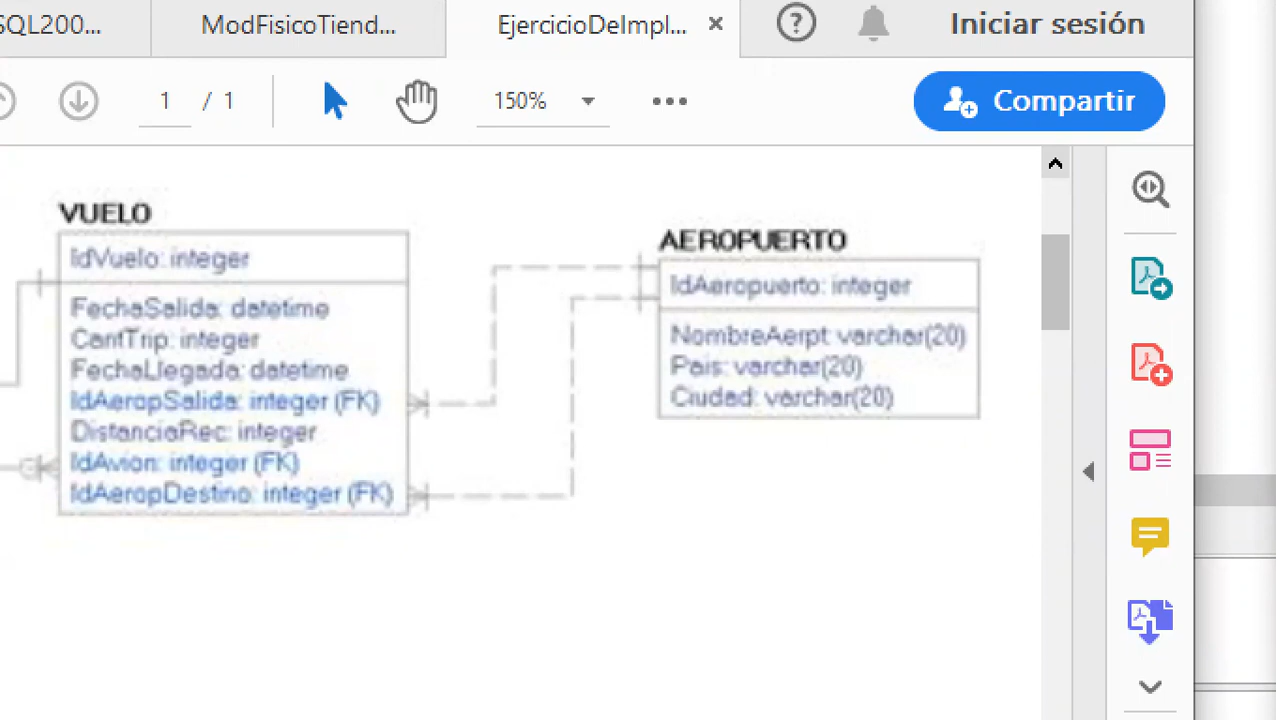 SQL200...
ModFisicoTiend...
EjercicioDeImpl...
Iniciar sesión
1 / 1
150%
Compartir
VUELO
IdVuelo: integer
FechaSalida: datetime
CantTrip: integer
FechaLlegada: datetime
IdAeropSalida: integer (FK)
DistanciaRec: integer
IdAvion: integer (FK)
IdAeropDestino: integer (FK)
AEROPUERTO
IdAeropuerto: integer
NombreAerpt: varchar(20)
Pais: varchar(20)
Ciudad: varchar(20)